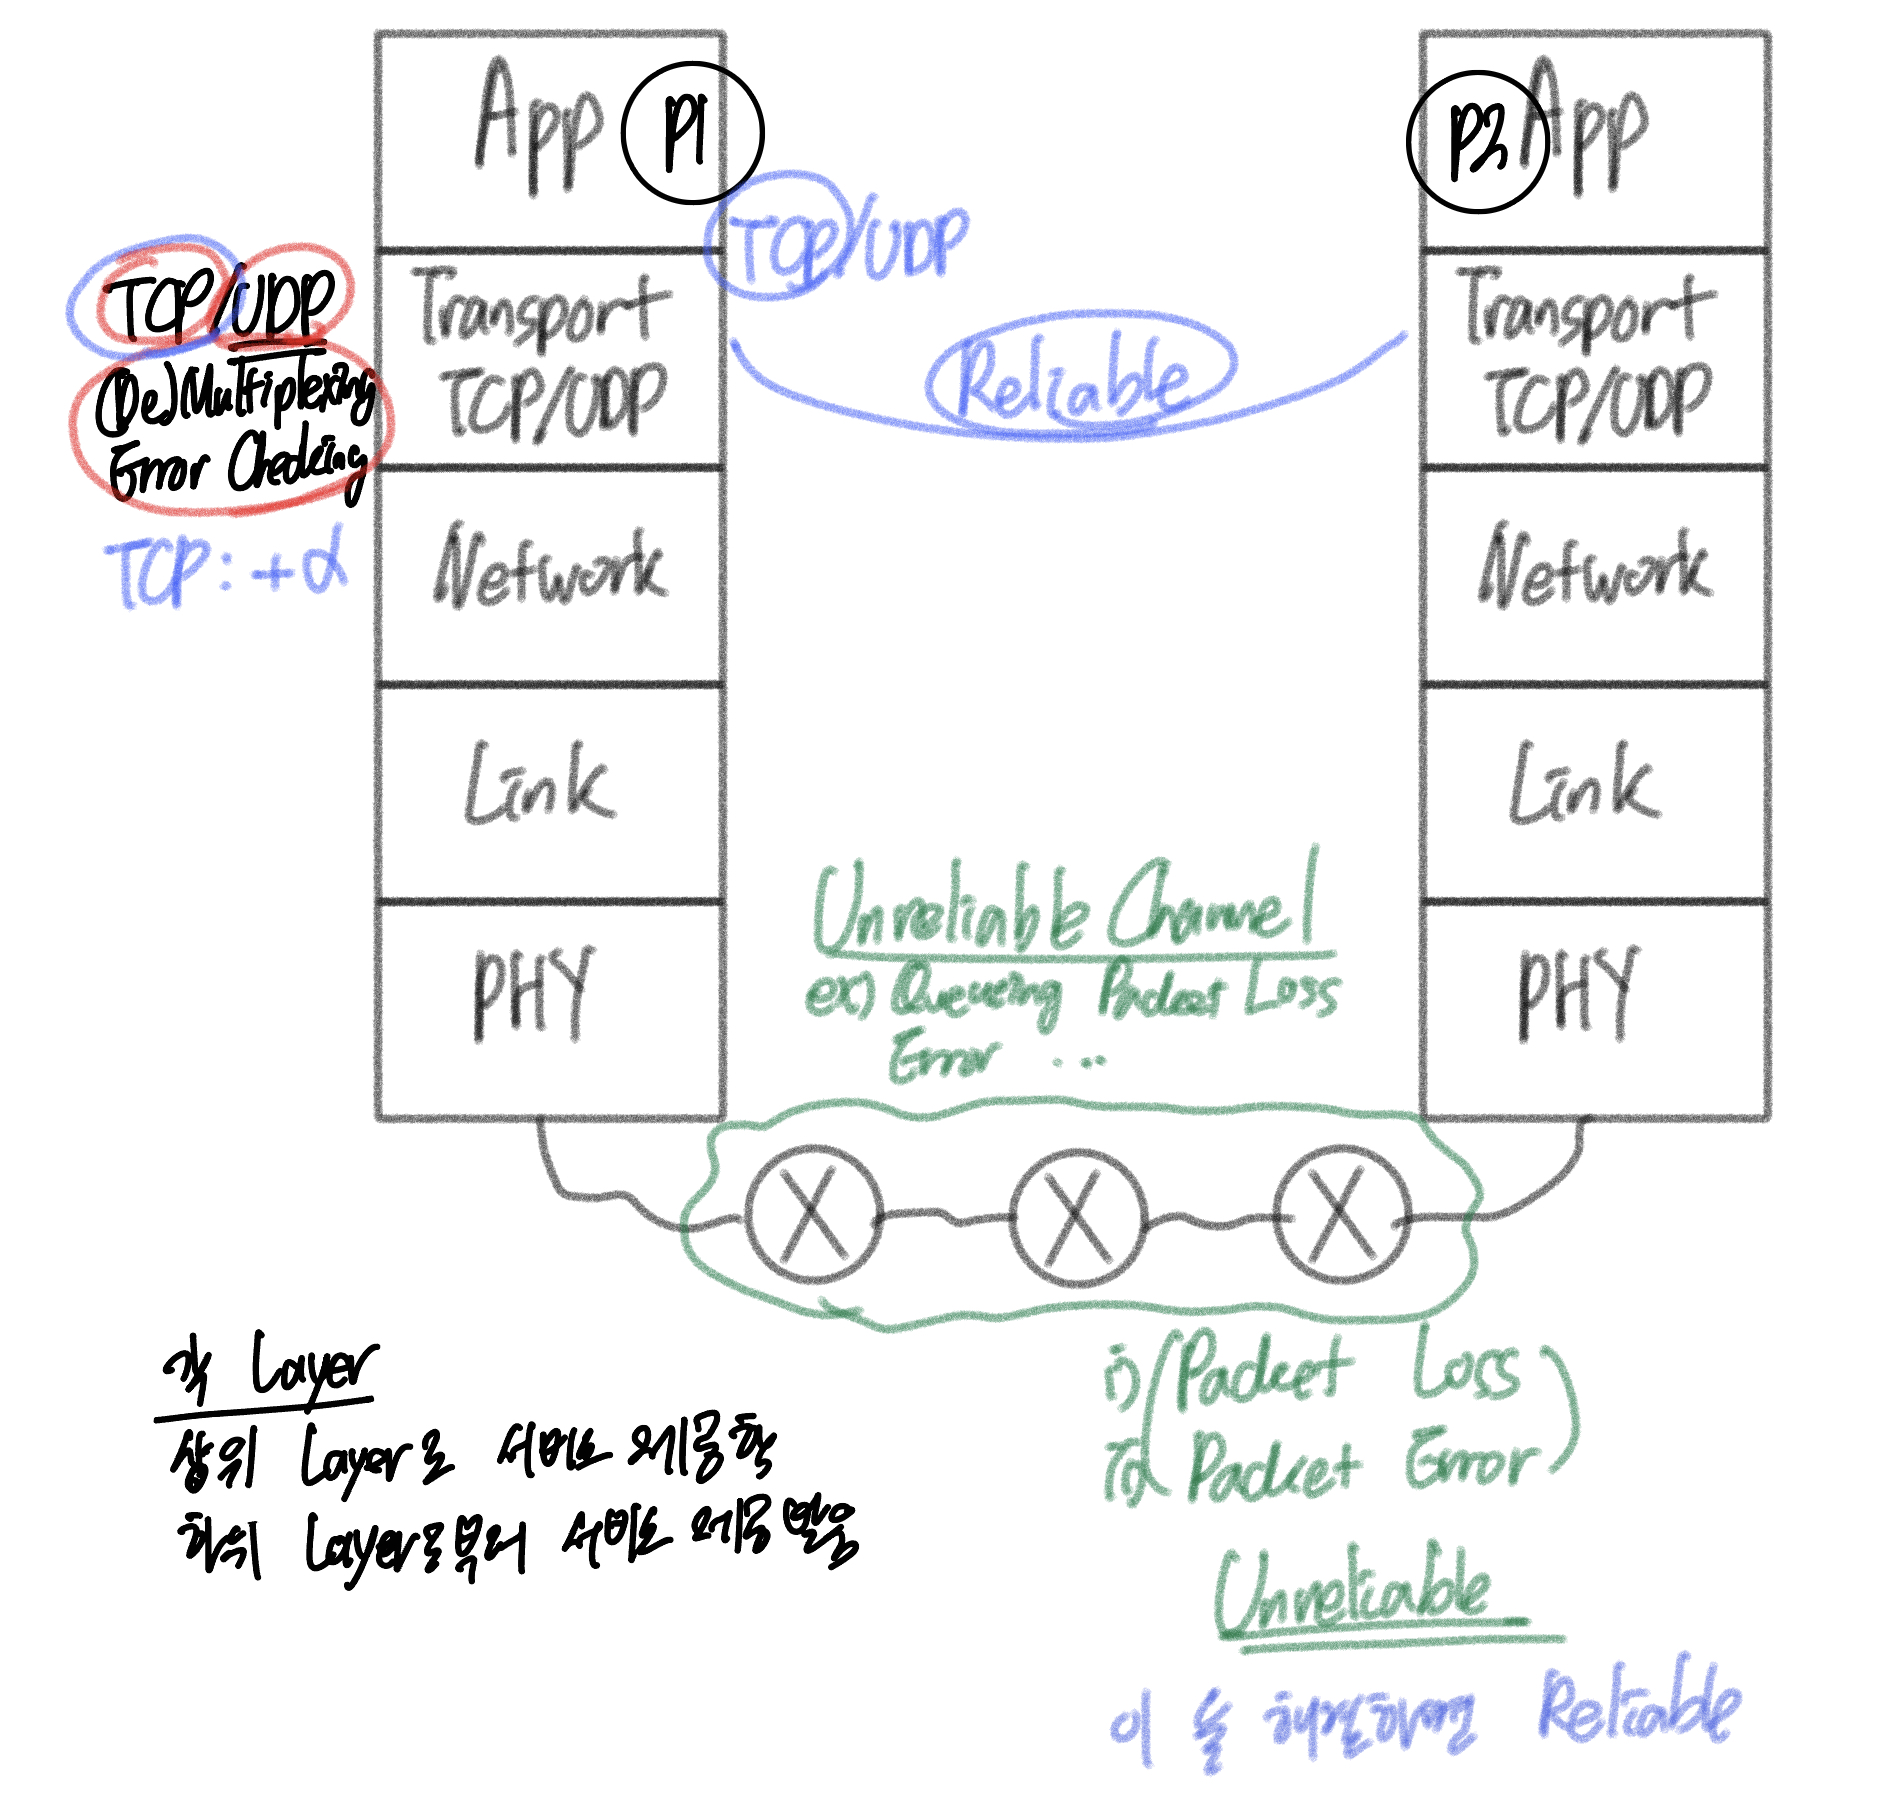 App
P1
P2
App
TCP/UDP
TCP/UDP
Transport
TCP/UDP
Transport
TCP/UDP
Reliable
(De)Multiplexing
Error Checking
TCP: +α
Network
Network
Link
Link
Unreliable Channel
ex) Queueing Packet Loss
Error ...
PHY
PHY
X
X
X
각 Layer
상위 Layer로 서비스 제공함
하위 Layer로부터 서비스 제공받음
i) Packet Loss
ii) Packet Error
Unreliable
이 둘 해결하면 Reliable